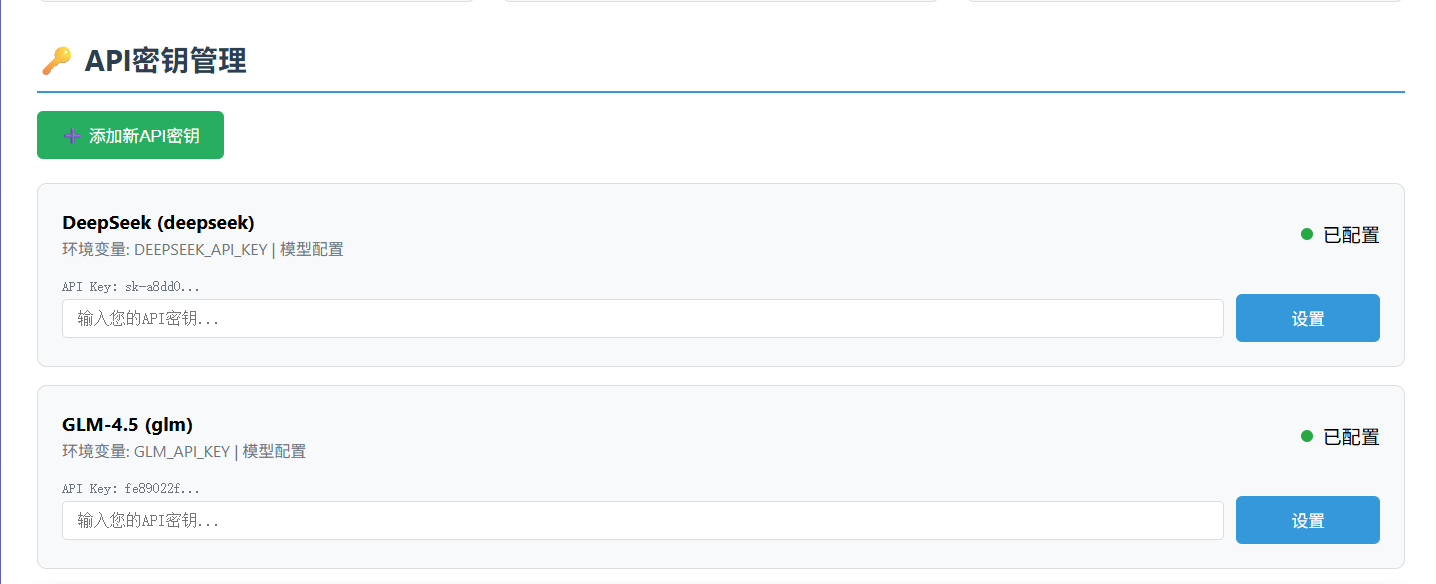 API密钥管理
添加新API密钥
DeepSeek (deepseek)
环境变量: DEEPSEEK_API_KEY | 模型配置
已配置
API Key: sk-a8dd0...
输入您的API密钥...
设置
GLM-4.5 (glm)
环境变量: GLM_API_KEY | 模型配置
已配置
API Key: fe89022f...
输入您的API密钥...
设置